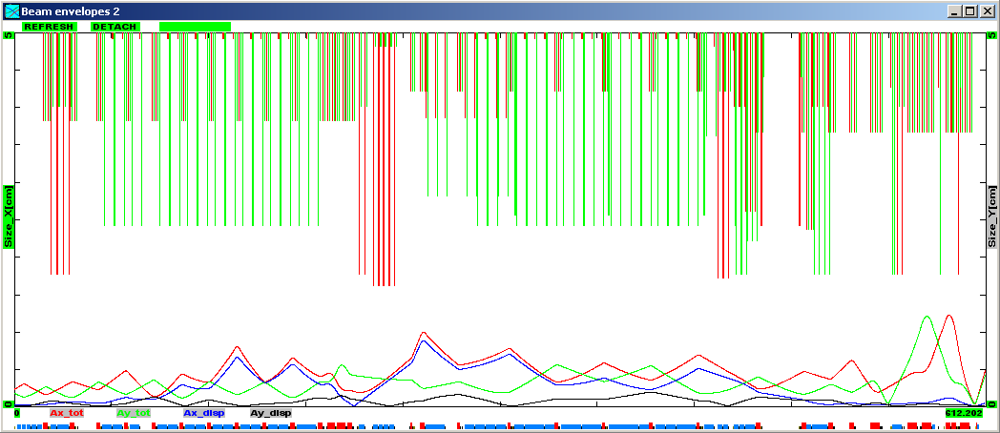 Beam envelopes 2
REFRESH DETACH
5 5
Size_X[cm] Size_Y[cm]
0 0
0 Ax_tot Ay_tot Ax_disp Ay_disp 612.202